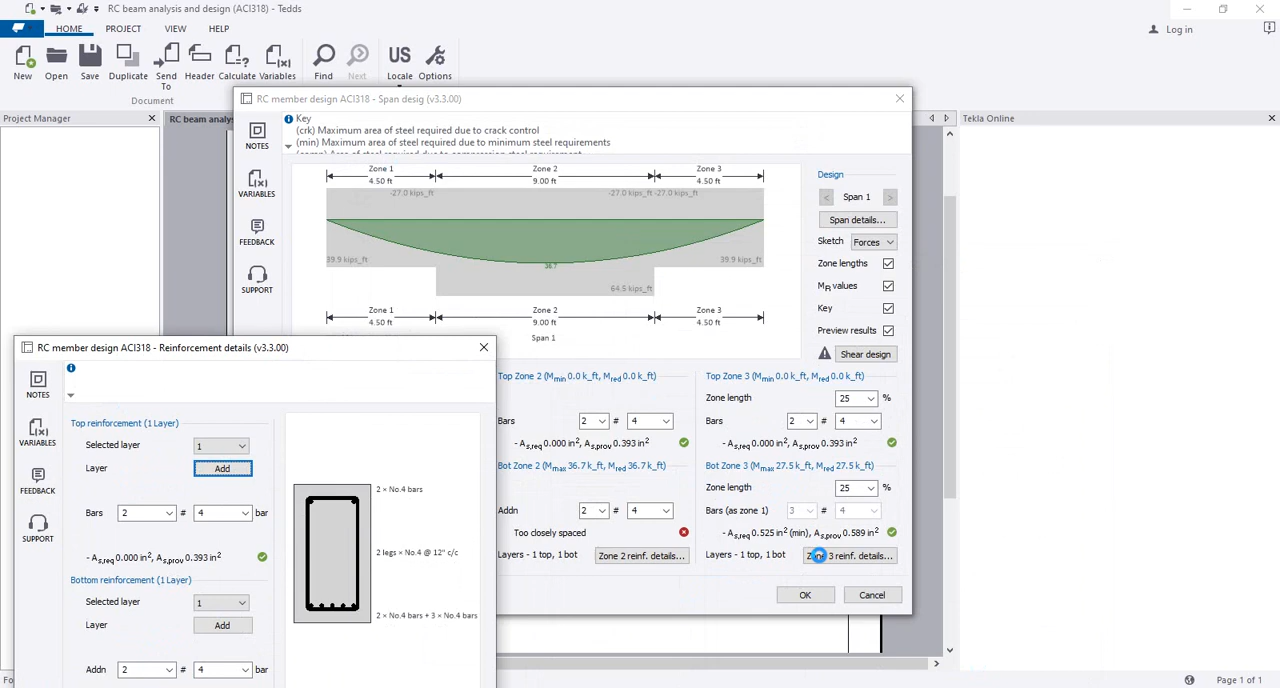 RC beam analysis and design (ACI318) - Tedds
HOME
PROJECT
VIEW
HELP
Log in
New
Open
Save
Duplicate
Send To
Header
Calculate
Variables
Find
Next
US
Locale
Options
Document
Project Manager
RC beam analys
Tekla Online
RC member design ACI318 - Span desig (v3.3.00)
NOTES
VARIABLES
FEEDBACK
SUPPORT
Key
(crk) Maximum area of steel required due to crack control
(min) Maximum area of steel required due to minimum steel requirements
Zone 1
Zone 2
Zone 3
4.50 ft
9.00 ft
4.50 ft
-27.0 kips_ft
-27.0 kips_ft -27.0 kips_ft
39.9 kips_ft
36.7
39.9 kips_ft
64.5 kips_ft
Zone 1
Zone 2
Zone 3
4.50 ft
9.00 ft
4.50 ft
Span 1
Design
< Span 1 >
Span details...
Sketch Forces
Zone lengths
MR values
Key
Preview results
Shear design
Top Zone 2 (Mmin 0.0 k_ft, Mred 0.0 k_ft)
Bars 2 # 4
- As,req 0.000 in², As,prov 0.393 in²
Bot Zone 2 (Mmax 36.7 k_ft, Mred 36.7 k_ft)
Addn 2 # 4
Too closely spaced
Layers - 1 top, 1 bot
Zone 2 reinf. details...
Top Zone 3 (Mmin 0.0 k_ft, Mred 0.0 k_ft)
Zone length 25 %
Bars 2 # 4
- As,req 0.000 in², As,prov 0.393 in²
Bot Zone 3 (Mmax 27.5 k_ft, Mred 27.5 k_ft)
Zone length 25 %
Bars (as zone 1) 3 # 4
- As,req 0.525 in² (min), As,prov 0.589 in²
Layers - 1 top, 1 bot
Zone 3 reinf. details...
OK
Cancel
RC member design ACI318 - Reinforcement details (v3.3.00)
NOTES
VARIABLES
FEEDBACK
SUPPORT
Top reinforcement (1 Layer)
Selected layer 1
Layer Add
Bars 2 # 4 bar
- As,req 0.000 in², As,prov 0.393 in²
Bottom reinforcement (1 Layer)
Selected layer 1
Layer Add
Addn 2 # 4 bar
2 × No.4 bars
2 legs × No.4 @ 12" c/c
2 × No.4 bars + 3 × No.4 bars
Page 1 of 1